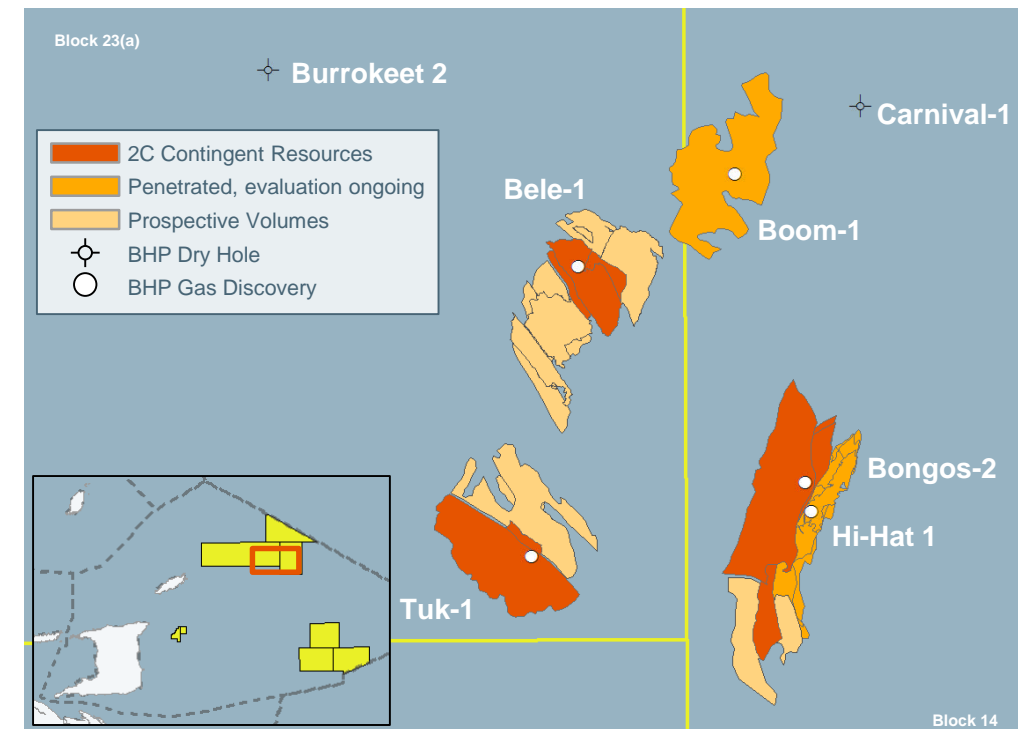 Block 23(a)
Burrokeet 2
Carnival-1
2C Contingent Resources
Penetrated, evaluation ongoing
Prospective Volumes
BHP Dry Hole
BHP Gas Discovery
Bele-1
Boom-1
Bongos-2
Hi-Hat 1
Tuk-1
Block 14